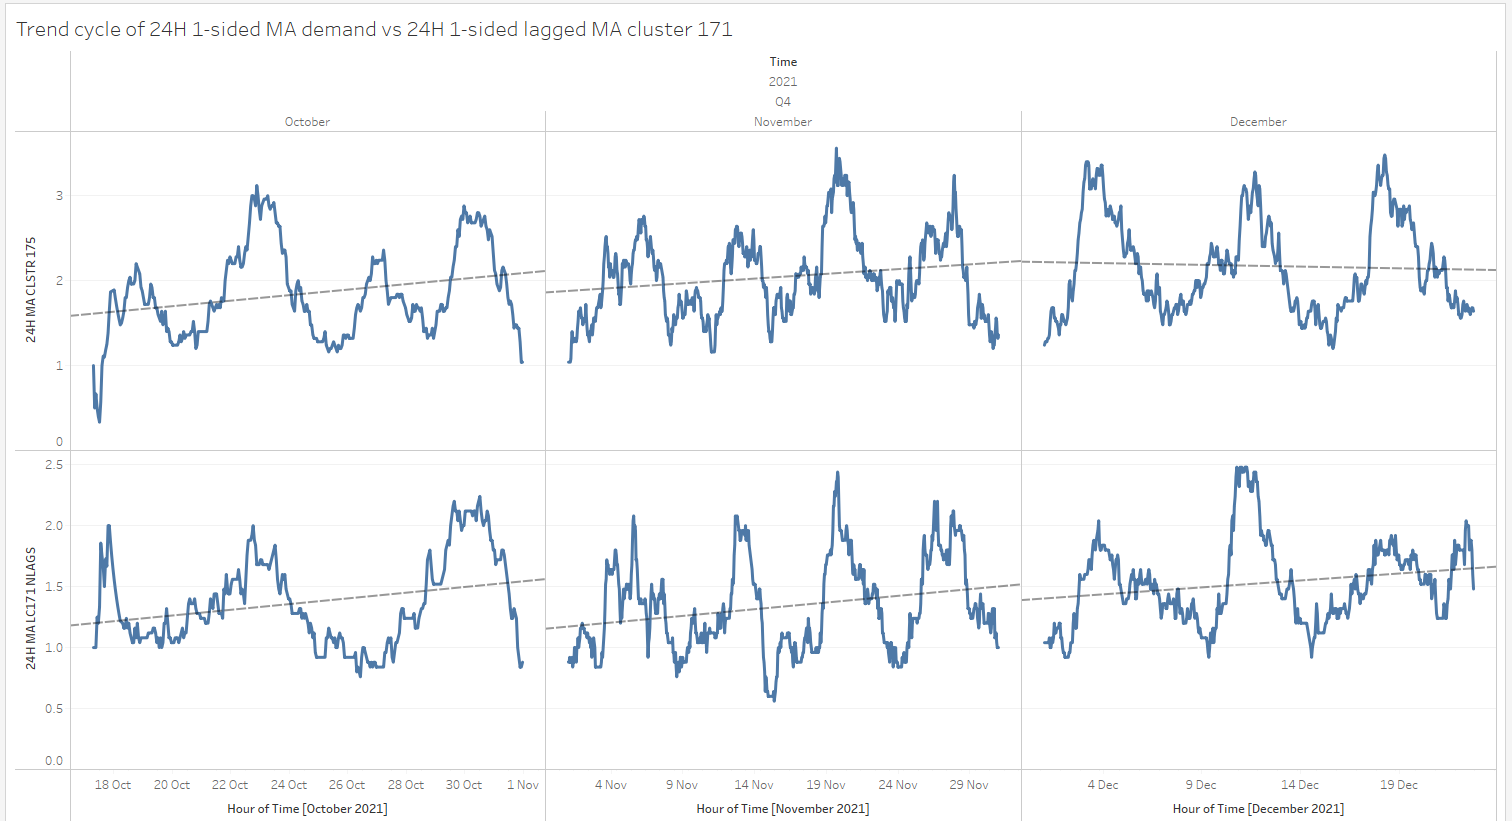 Trend cycle of 24H 1-sided MA demand vs 24H 1-sided lagged MA cluster 171
Time
2021
Q4
October November December
24H MA CLSTR 175
3
2
1
0
24H MA LC171 NLAGS
2.5
2.0
1.5
1.0
0.5
0.0
18 Oct 20 Oct 22 Oct 24 Oct 26 Oct 28 Oct 30 Oct 1 Nov 4 Nov 9 Nov 14 Nov 19 Nov 24 Nov 29 Nov 4 Dec 9 Dec 14 Dec 19 Dec
Hour of Time [October 2021] Hour of Time [November 2021] Hour of Time [December 2021]